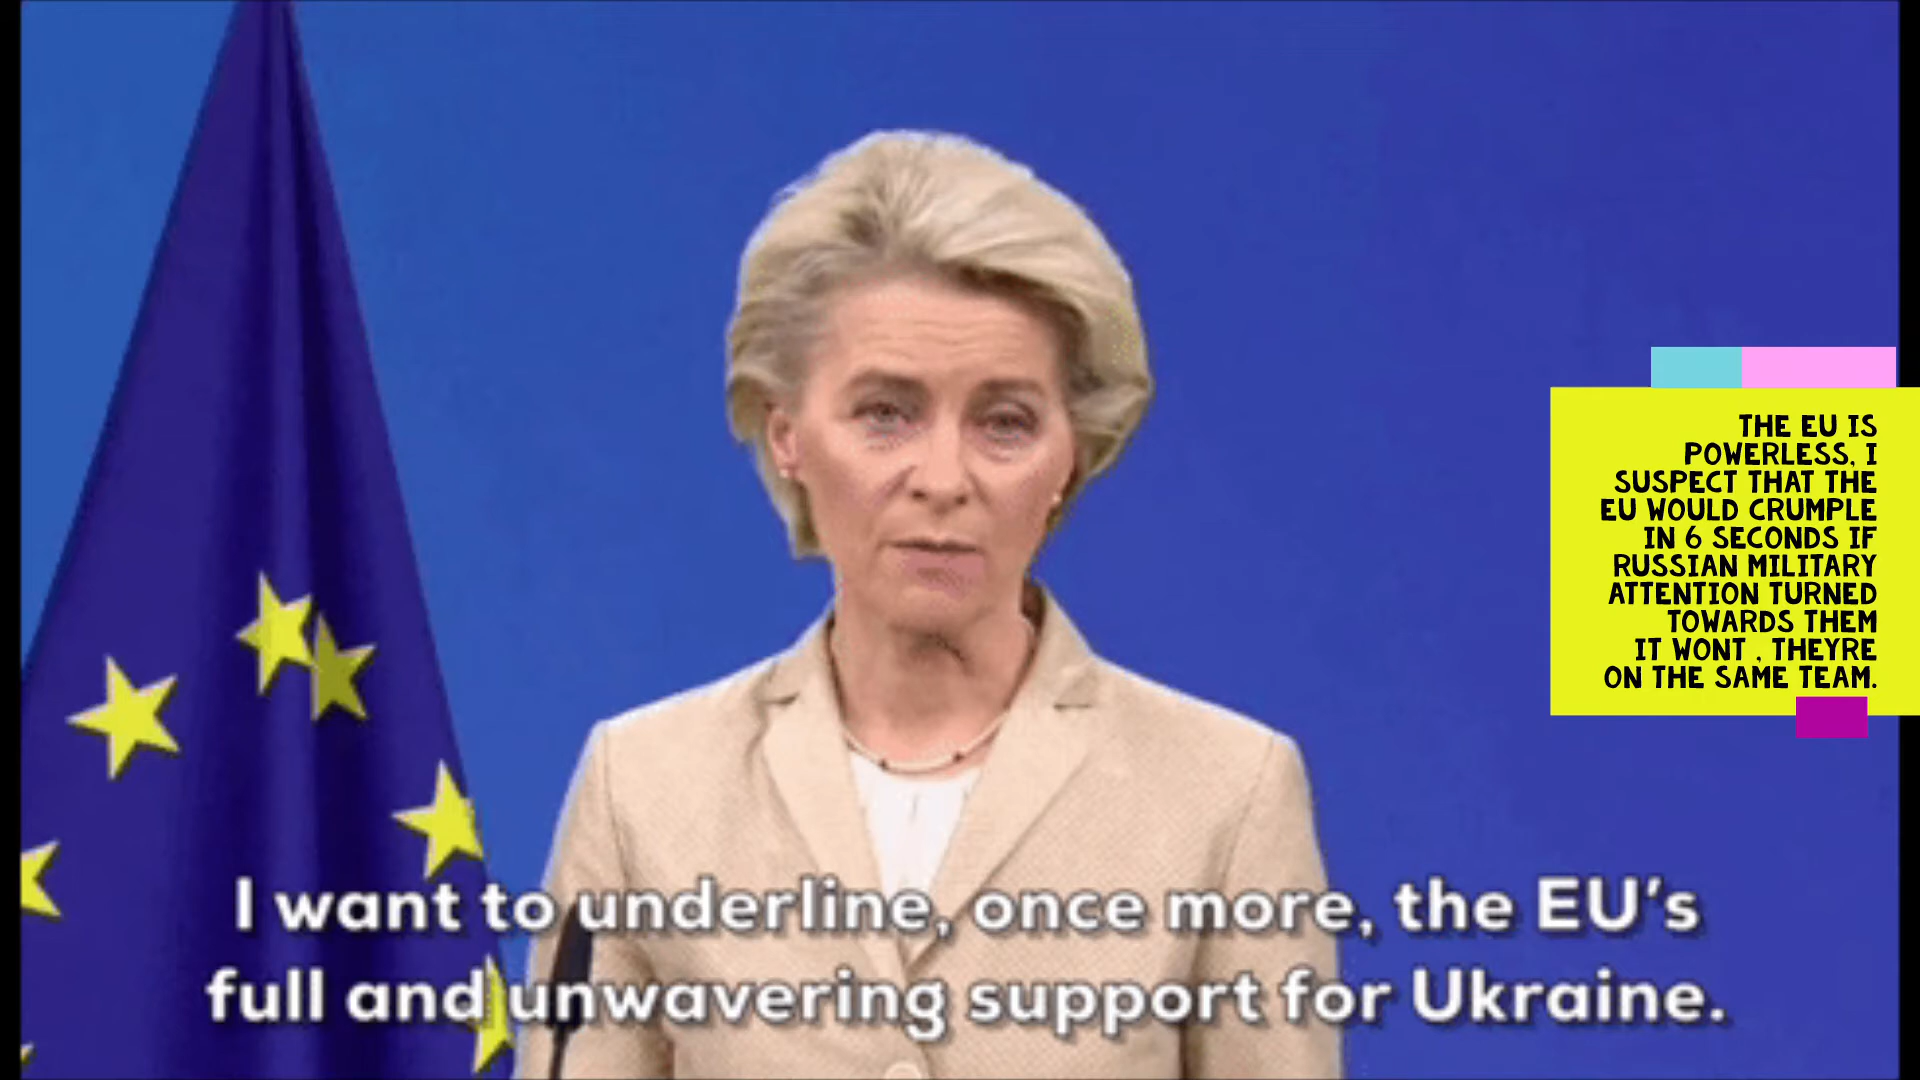 THE EU IS
POWERLESS, I
SUSPECT THAT THE
EU WOULD CRUMPLE
IN 6 SECONDS IF
RUSSIAN MILITARY
ATTENTION TURNED
TOWARDS THEM
IT WONT , THEYRE
ON THE SAME TEAM.
I want to underline, once more, the EU's
full and unwavering support for Ukraine.